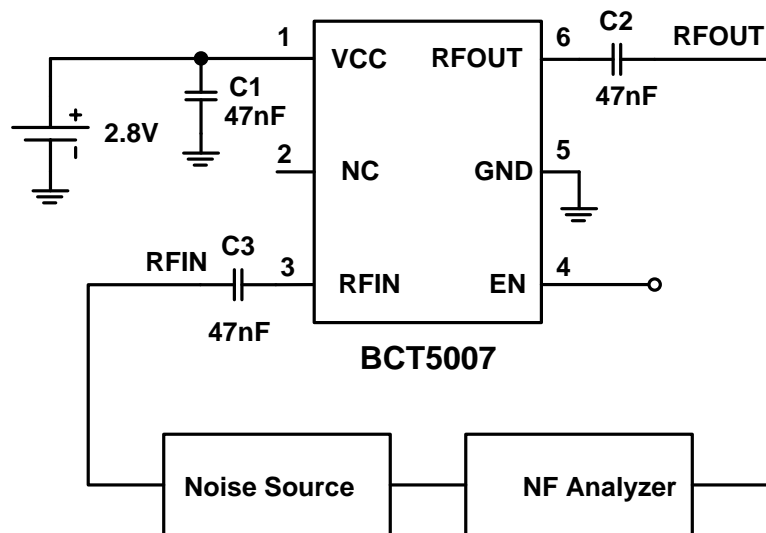 1
VCC
RFOUT
6
C2
RFOUT
C1
47nF
47nF
+
2.8V
2
NC
GND
5
C3
RFIN
3
RFIN
EN
4
47nF
BCT5007
Noise Source
NF Analyzer